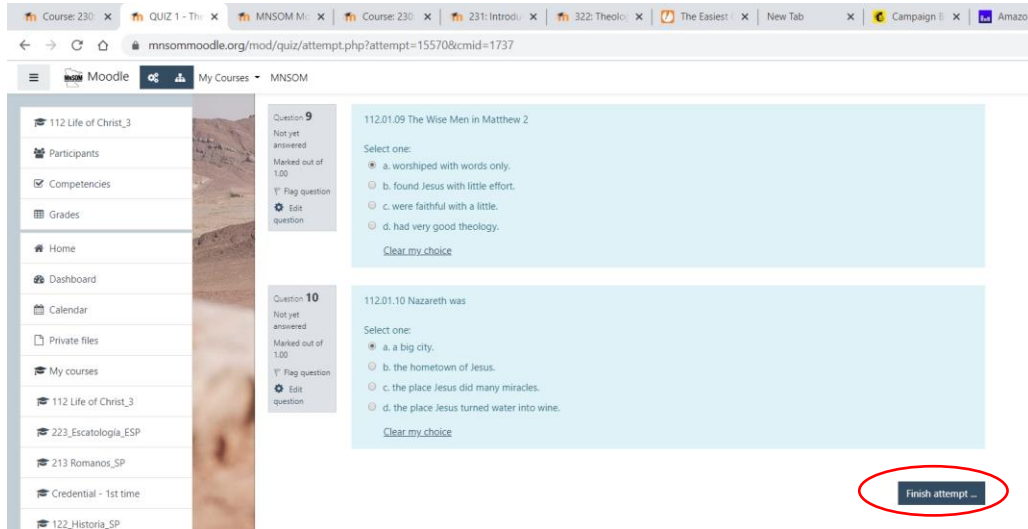 Course: 230
QUIZ 1 - Th
MNSOM Mo
Course: 230
231: Introdu
322: Theolo
The Easiest
New Tab
Campaign
Amazo
mnsommoodle.org/mod/quiz/attempt.php?attempt=15570&cmid=1737
MNSOM Moodle My Courses MNSOM
112 Life of Christ_3
Participants
Competencies
Grades
Home
Dashboard
Calendar
Private files
My courses
112 Life of Christ_3
223_Escatología_ESP
213 Romanos_SP
Credential - 1st time
122_Historia_SP
Question 9
Not yet
answered
Marked out of
1.00
Flag question
Edit
question
112.01.09 The Wise Men in Matthew 2
Select one:
a. worshiped with words only.
b. found Jesus with little effort.
c. were faithful with a little.
d. had very good theology.
Clear my choice
Question 10
Not yet
answered
Marked out of
1.00
Flag question
Edit
question
112.01.10 Nazareth was
Select one:
a. a big city.
b. the hometown of Jesus.
c. the place Jesus did many miracles.
d. the place Jesus turned water into wine.
Clear my choice
Finish attempt ...